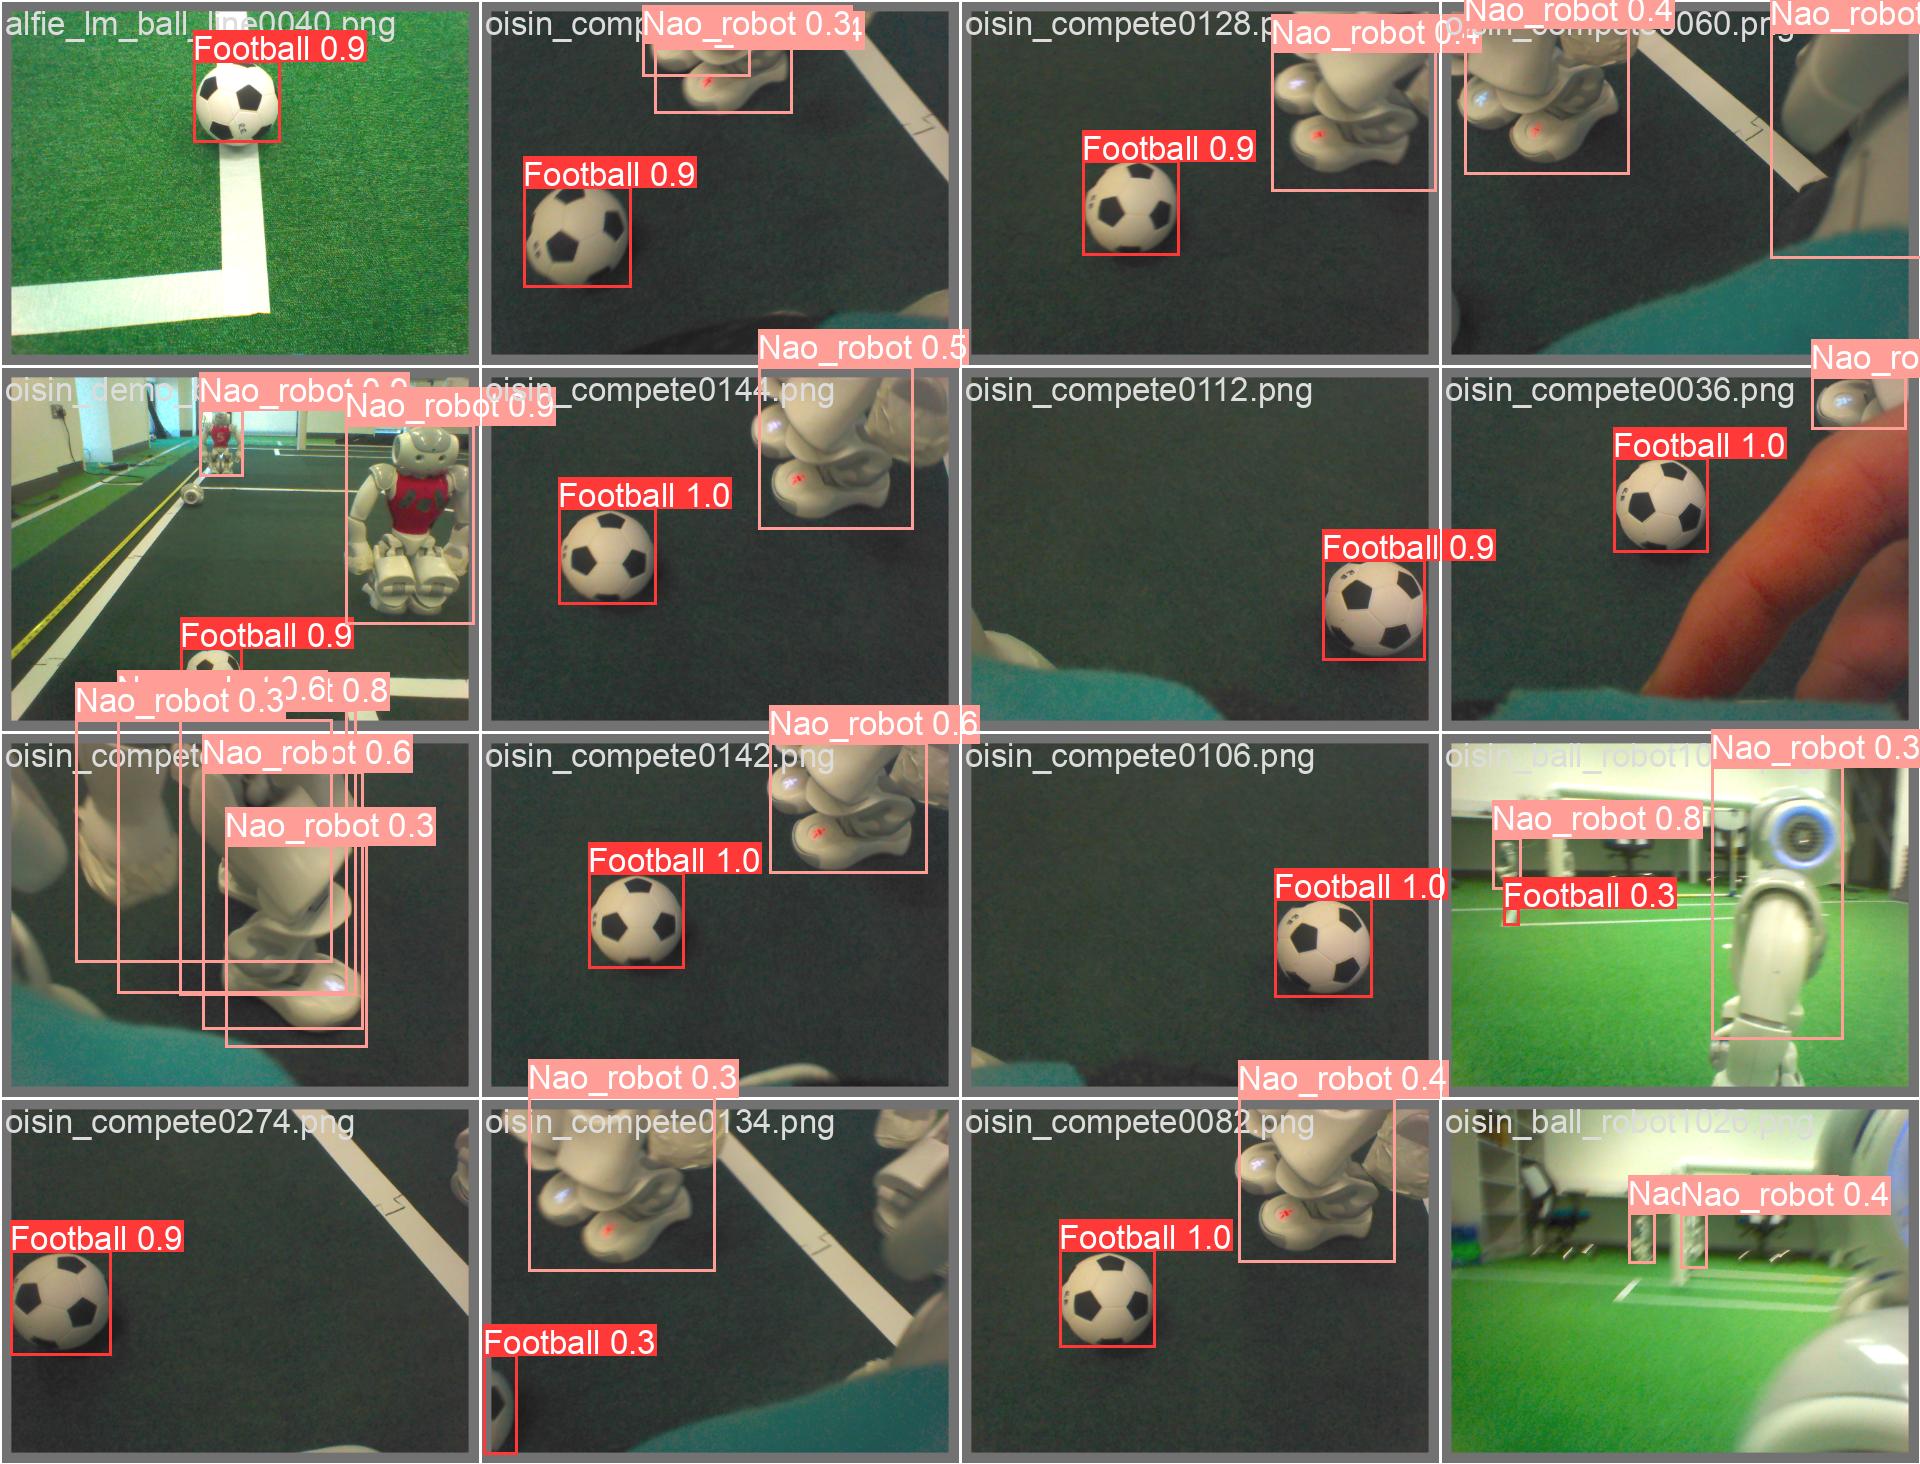 alfie_lm_ball_line0040.png
Football 0.9
Nao_robot 0.3
Football 0.9
oisin_compete0128.png
Nao_robot 0.4
Football 0.9
Nao_robot 0.4
Nao_robot
Nao_robot 0.9
Nao_robot 0.9
Football 0.9
oisin_compete0144.png
Nao_robot 0.5
Football 1.0
oisin_compete0112.png
Football 0.9
oisin_compete0036.png
Nao_ro
Football 1.0
0.8
Nao_robot 0.3
Nao_robot 0.6
Nao_robot 0.3
oisin_compete0142.png
Nao_robot 0.6
Football 1.0
oisin_compete0106.png
Football 1.0
Nao_robot 0.3
Nao_robot 0.8
Football 0.3
oisin_compete0274.png
Football 0.9
oisin_compete0134.png
Nao_robot 0.3
Football 0.3
oisin_compete0082.png
Nao_robot 0.4
Football 1.0
oisin_ball_robot1026.png
Nao_robot 0.4